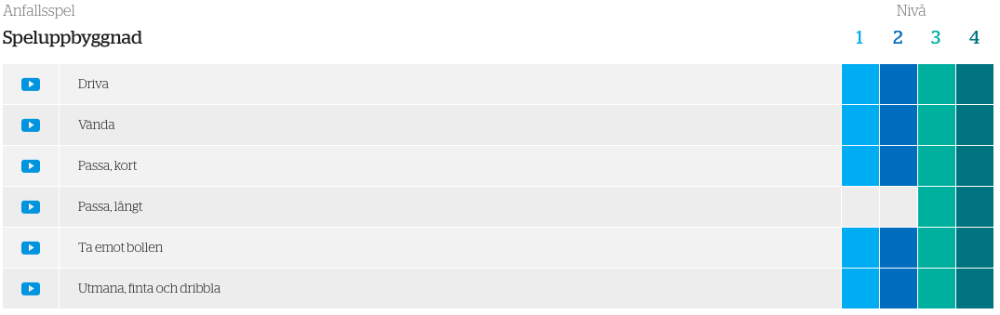 Anfallsspel Nivå
Speluppbyggnad 1 2 3 4
Driva
Vända
Passa, kort
Passa, långt
Ta emot bollen
Utmana, finta och dribbla